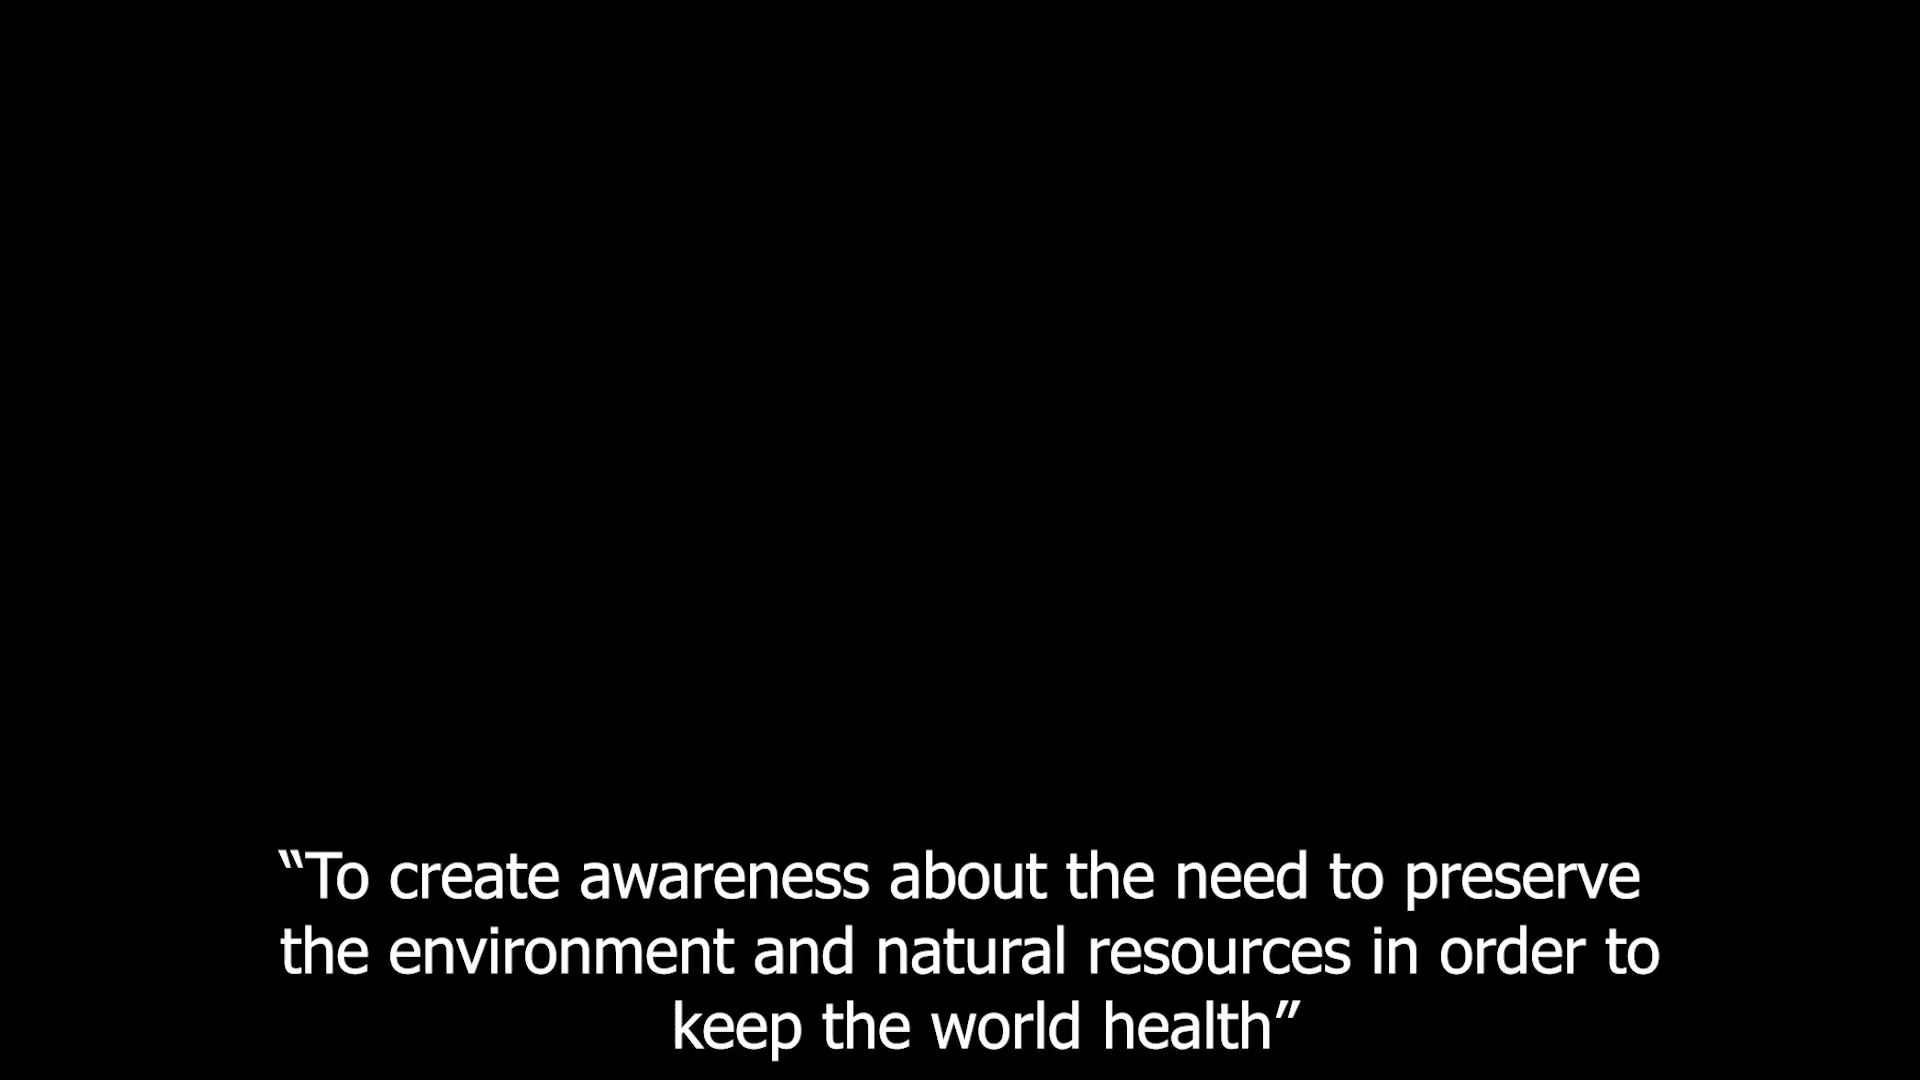 “To create awareness about the need to preserve
the environment and natural resources in order to
keep the world health”